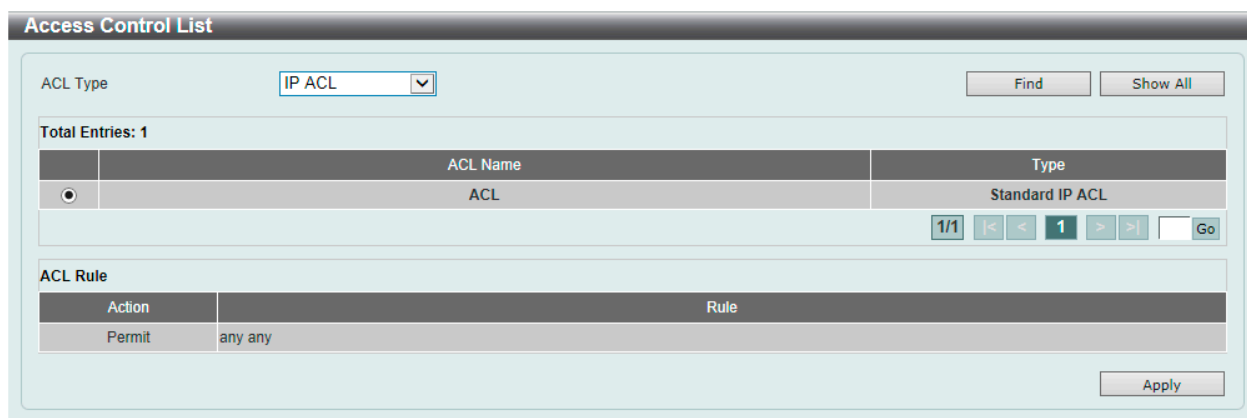 Access Control List
ACL Type IP ACL Find Show All
Total Entries: 1
ACL Name Type
ACL Standard IP ACL
1/1 |< < 1 > >| Go
ACL Rule
Action Rule
Permit any any
Apply